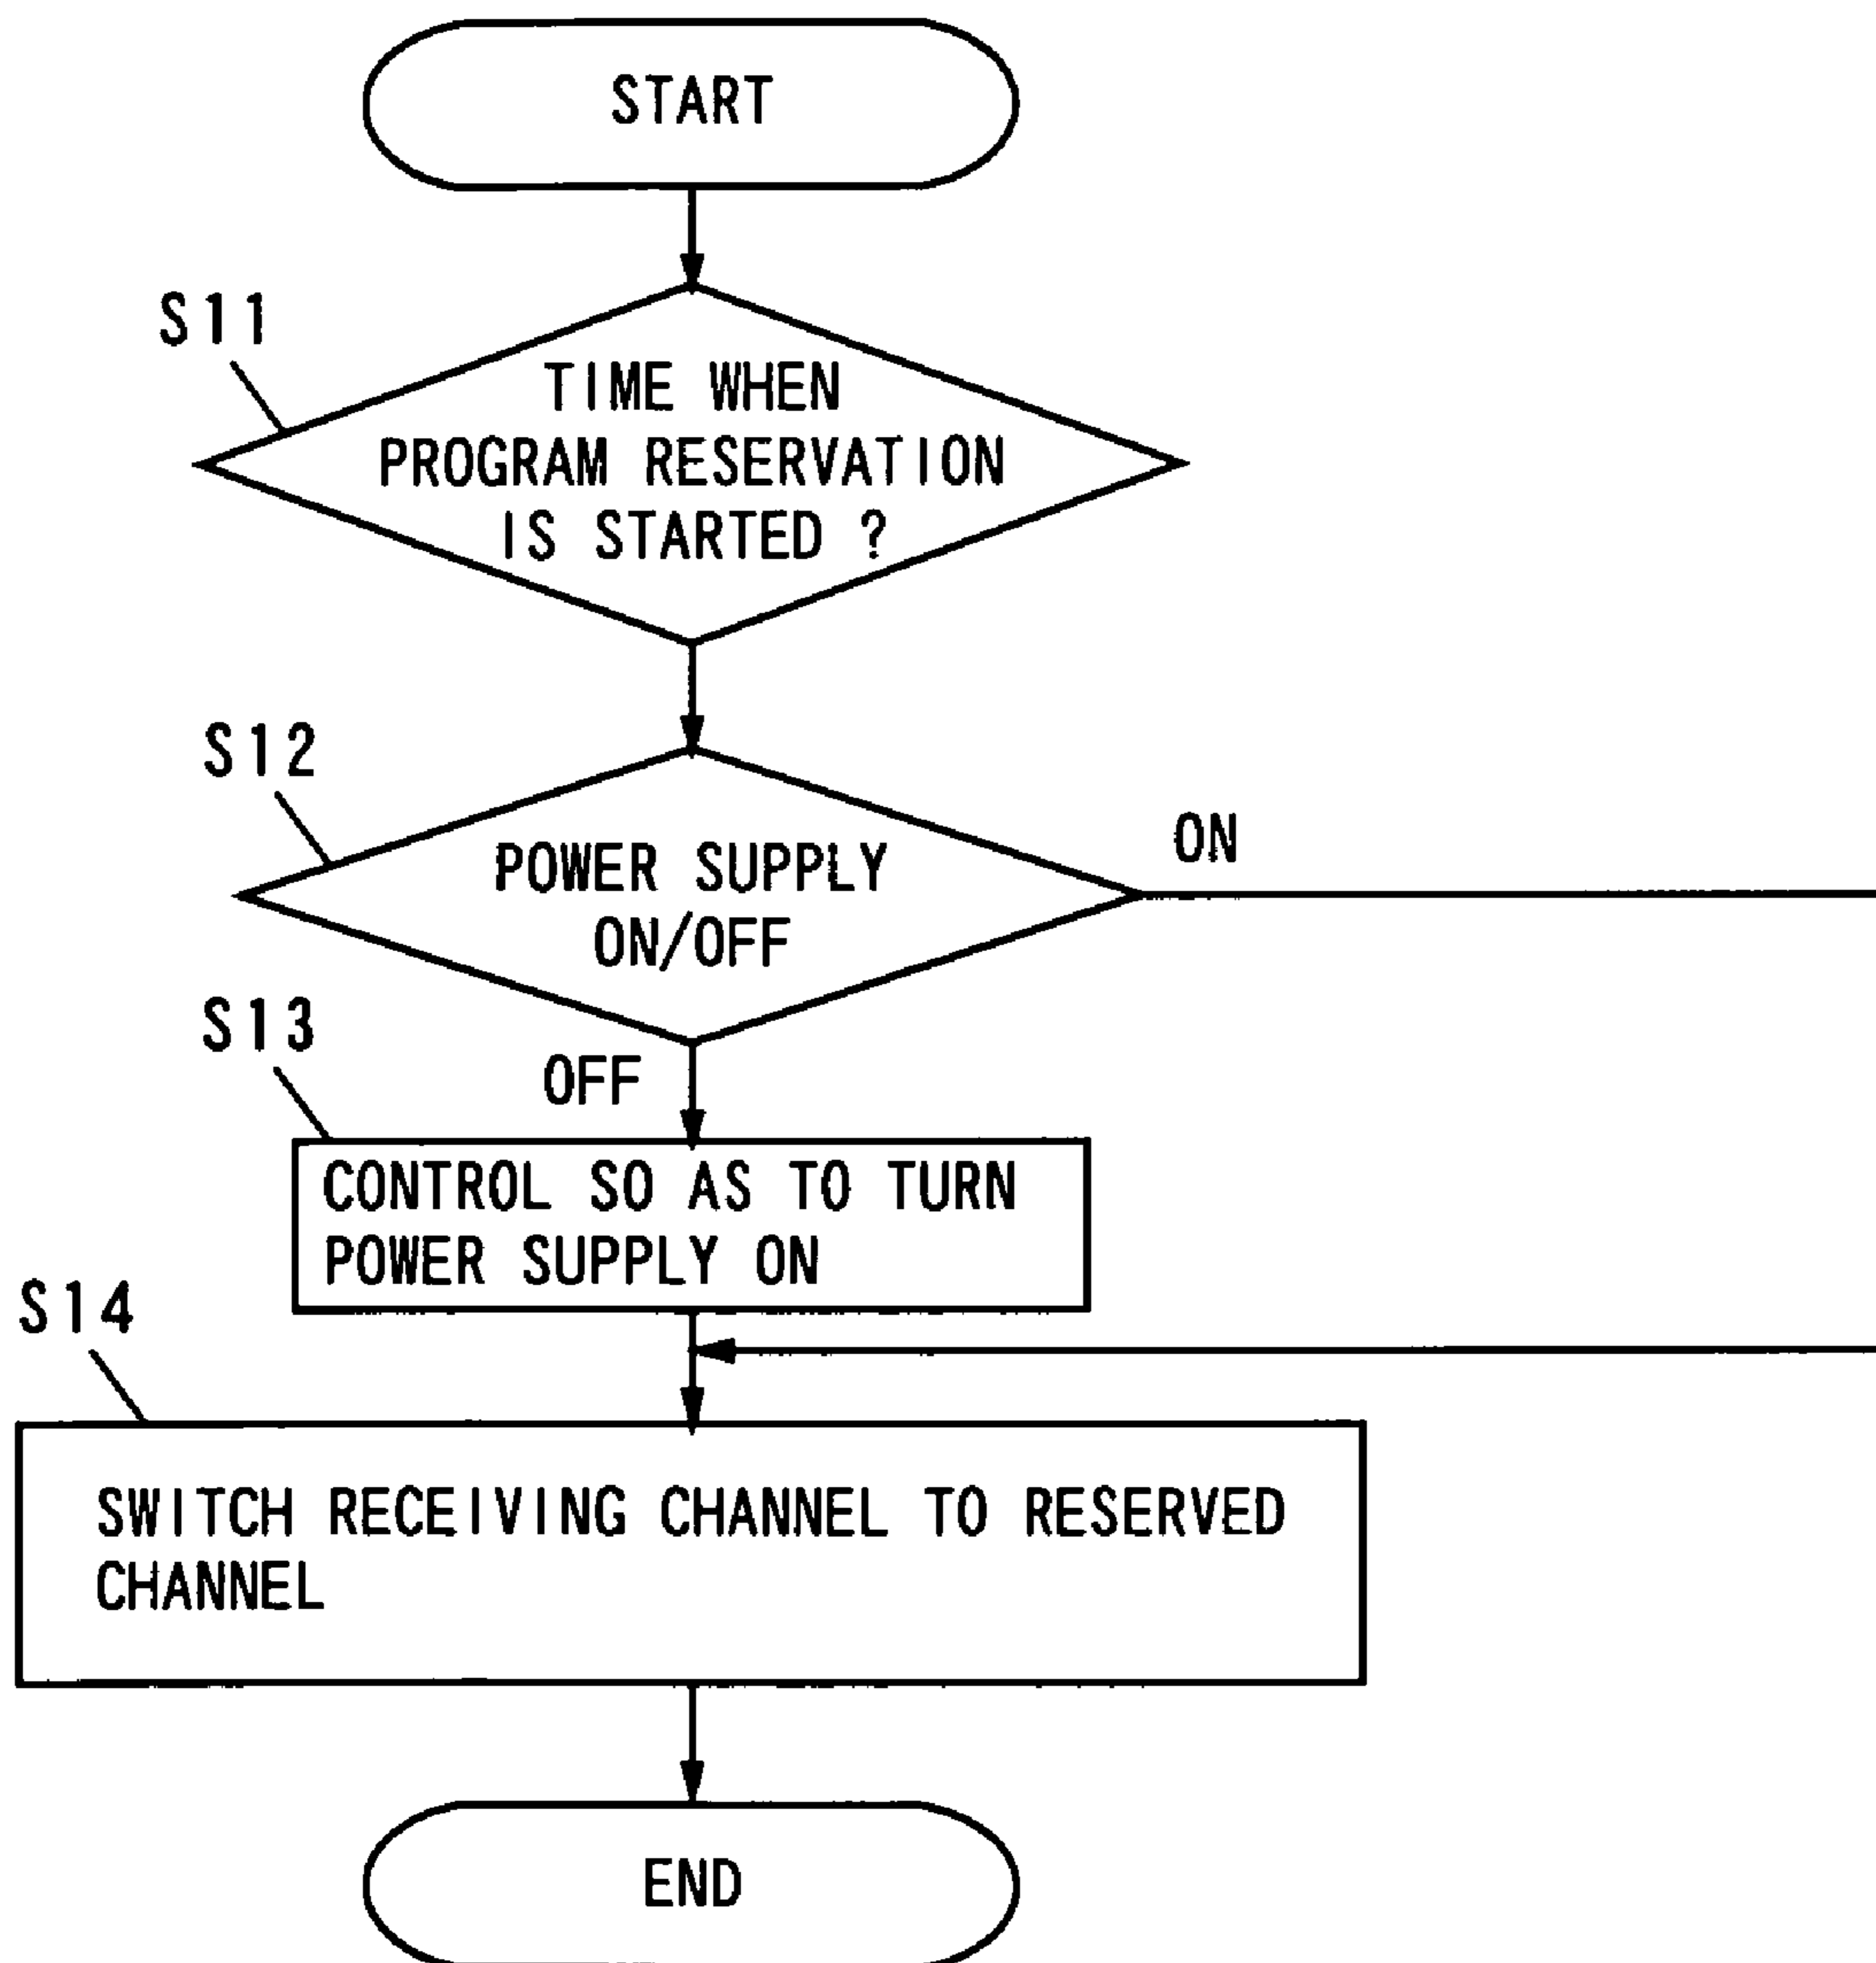 START
S11
TIME WHEN
PROGRAM RESERVATION
IS STARTED ?
S12
POWER SUPPLY
ON/OFF
ON
S13
OFF
CONTROL SO AS TO TURN
POWER SUPPLY ON
S14
SWITCH RECEIVING CHANNEL TO RESERVED
CHANNEL
END